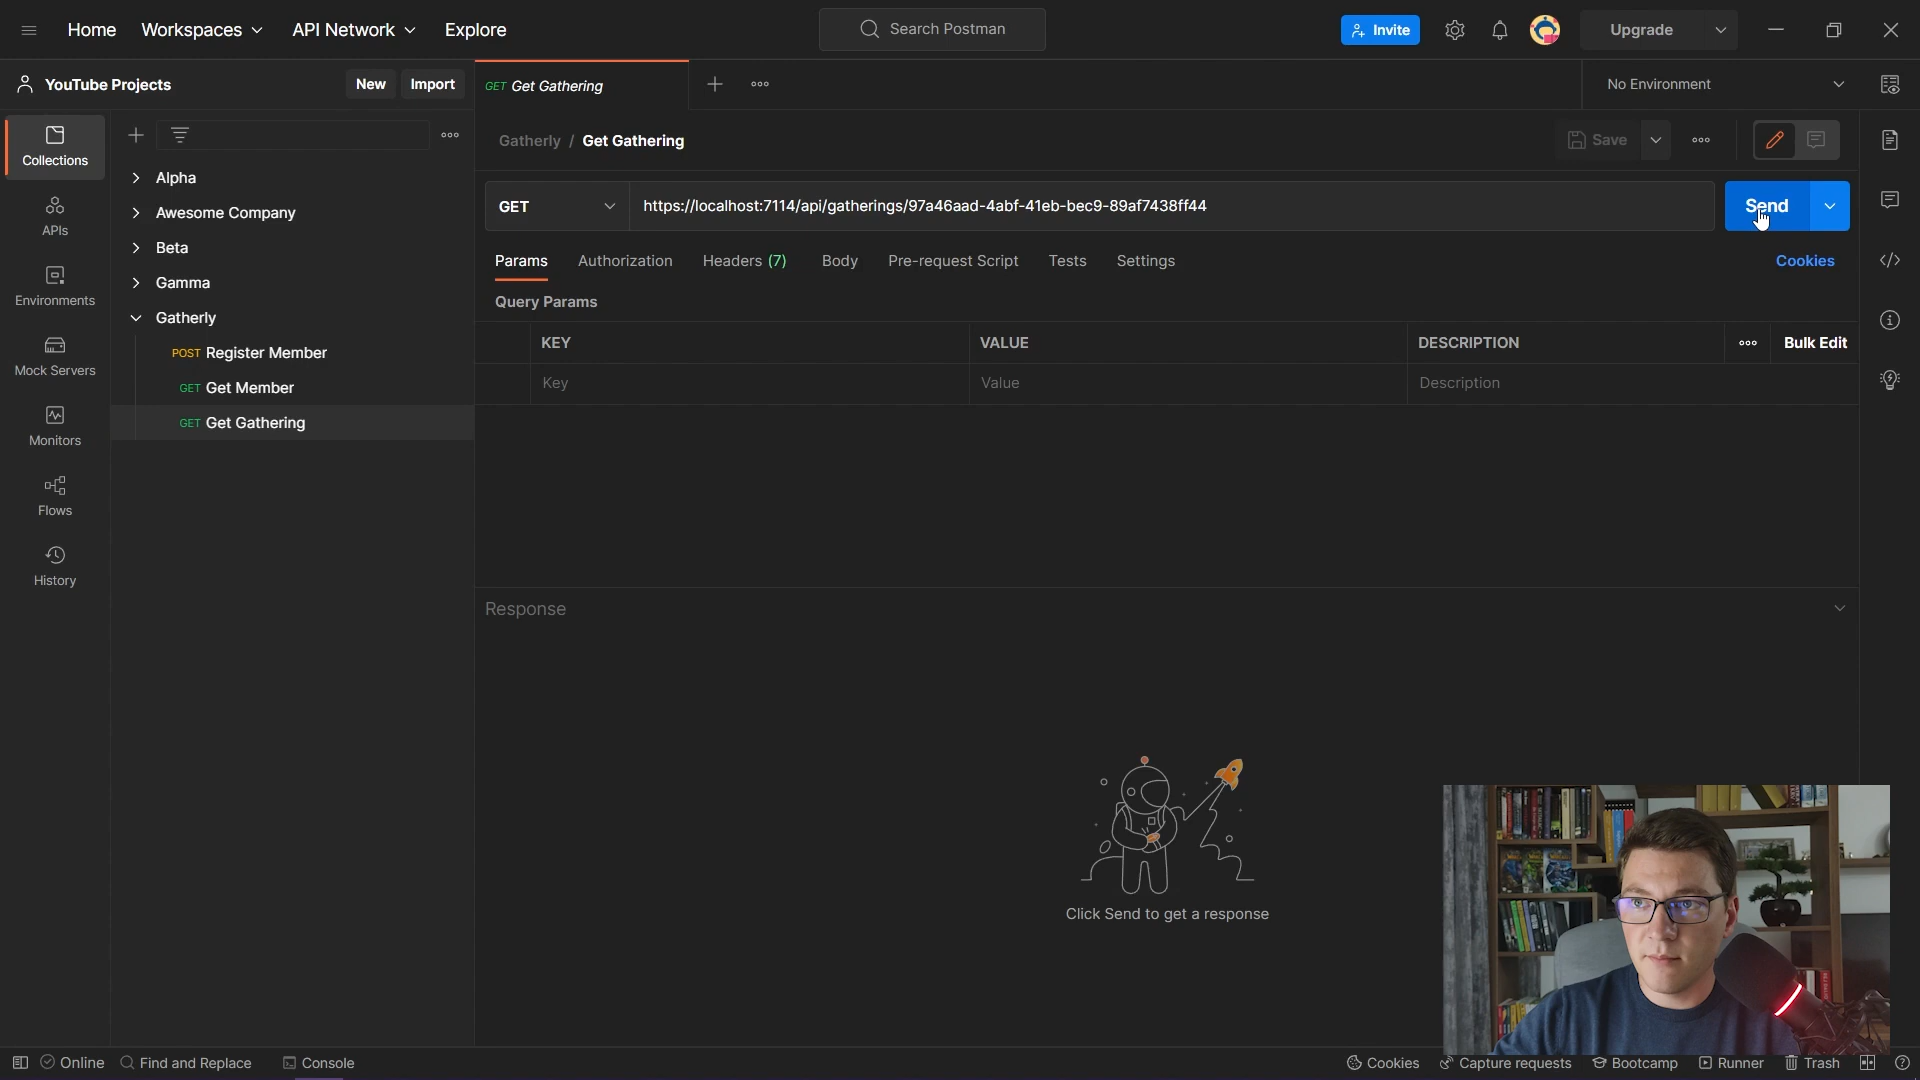 Home
Workspaces
API Network
Explore
Search Postman
Invite
Upgrade
YouTube Projects
New
Import
GET Get Gathering
No Environment
Collections
APIs
Environments
Mock Servers
Monitors
Flows
History
Alpha
Awesome Company
Beta
Gamma
Gatherly
POST Register Member
GET Get Member
GET Get Gathering
Gatherly / Get Gathering
Save
GET
https://localhost:7114/api/gatherings/97a46aad-4abf-41eb-bec9-89af7438ff44
Send
Params
Authorization
Headers (7)
Body
Pre-request Script
Tests
Settings
Cookies
Query Params
KEY
VALUE
DESCRIPTION
Bulk Edit
Key
Value
Description
Response
Click Send to get a response
Online
Find and Replace
Console
Cookies
Capture requests
Bootcamp
Runner
Trash